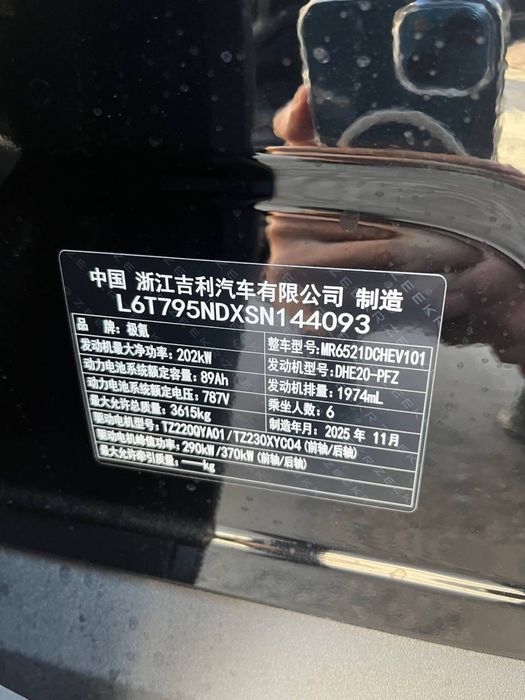 中国 浙江吉利汽车有限公司 制造
L6T795NDXSN144093
品 牌: 极氪
整车型号: MR6521DCHEV101
发动机最大净功率: 202kW
发动机型号: DHE20-PFZ
动力电池系统额定容量: 89Ah
发动机排量: 1974mL
动力电池系统额定电压: 787V
乘坐人数: 6
最大允许总质量: 3615kg
制造年月: 2025 年 11月
驱动电机型号: TZ220QYA01/TZ230XYC04 (前轴/后轴)
驱动电机峰值功率: 290kW/370kW (前轴/后轴)
最大允许牵引质量: ——kg